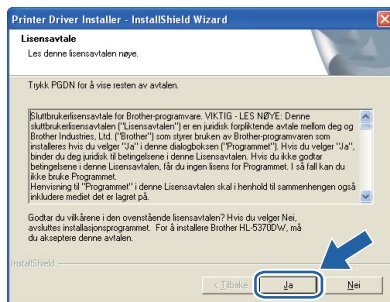 Printer Driver Installer - InstallShield Wizard
Lisensavtale
Les denne lisensavtalen nøye.
Trykk PGDN for å vise resten av avtalen.
Sluttbrukerlisensavtale for Brother-programvare. VIKTIG - LES NØYE: Denne
sluttbrukerlisensavtalen ("Lisensavtalen") er en juridisk forpliktende avtale mellom deg og
Brother Industries, Ltd. ("Brother") som styrer bruken av Brother-programvaren som
installeres hvis du velger "Ja" i denne dialogboksen ("Programmet"). Hvis du velger "Ja",
binder du deg juridisk til betingelsene i denne Lisensavtalen. Hvis du ikke godtar
betingelsene i denne Lisensavtalen, får du ingen lisens for Programmet. I så fall kan du
ikke bruke Programmet.
Henvisning til "Programmet" i denne Lisensavtalen skal i henhold til sammenhengen også
inkludere mediet det er lagret på.
Godtar du vilkårene i den ovenstående lisensavtalen? Hvis du velger Nei,
avsluttes installasjonsprogrammet. For å installere Brother HL-5370DW, må
du akseptere denne avtalen.
InstallShield
< Tilbake
Ja
Nei